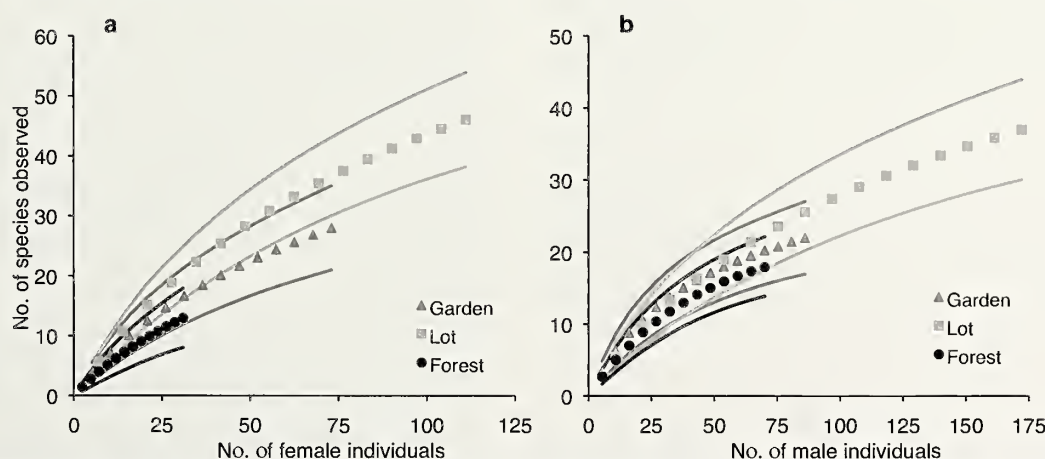 a
60
50
40
30
20
10
0
No. of species observed
Garden
Lot
Forest
0 25 50 75 100 125
No. of female individuals
b
50
40
30
20
10
0
Garden
Lot
Forest
0 25 50 75 100 125 150 175
No. of male individuals